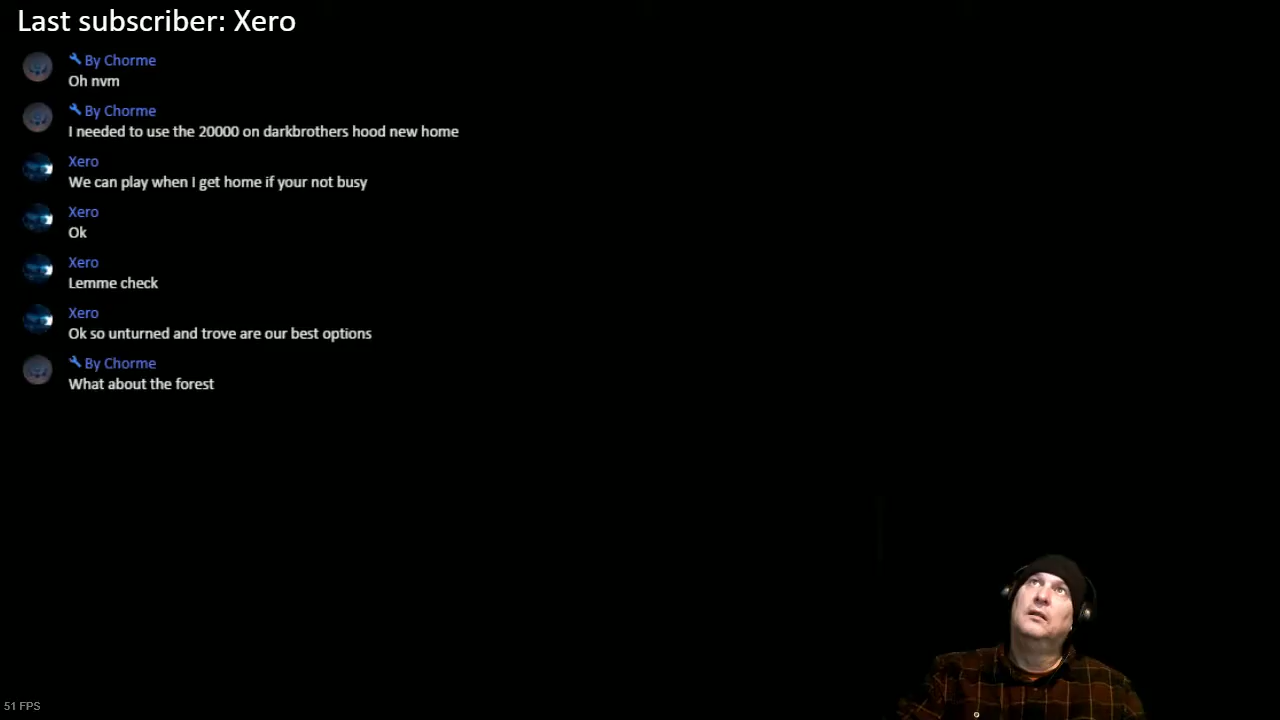 Last subscriber: Xero
By Chorme
Oh nvm
By Chorme
I needed to use the 20000 on darkbrothers hood new home
Xero
We can play when I get home if your not busy
Xero
Ok
Xero
Lemme check
Xero
Ok so unturned and trove are our best options
By Chorme
What about the forest
51 FPS